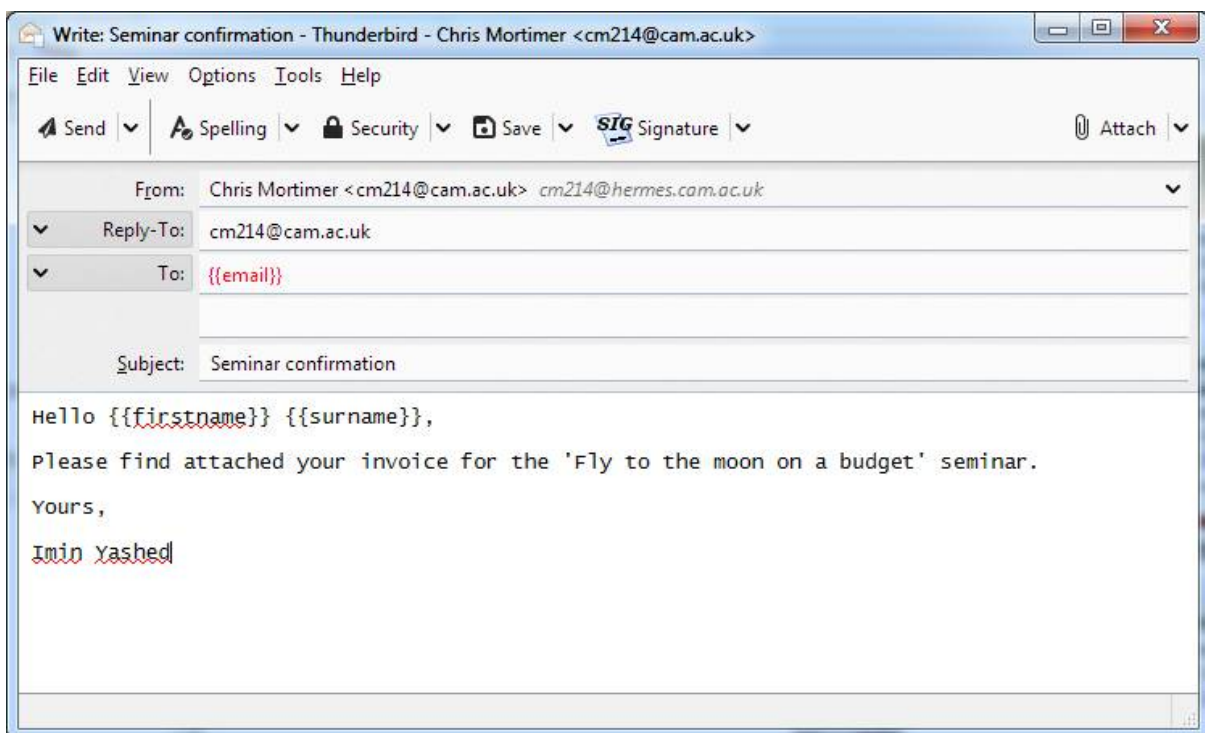 Write: Seminar confirmation - Thunderbird - Chris Mortimer <cm214@cam.ac.uk>
File Edit View Options Tools Help
Send Spelling Security Save SIG Signature Attach
From: Chris Mortimer <cm214@cam.ac.uk> cm214@hermes.cam.ac.uk
Reply-To: cm214@cam.ac.uk
To: {{email}}
Subject: Seminar confirmation
Hello {{firstname}} {{surname}},
Please find attached your invoice for the 'Fly to the moon on a budget' seminar.
Yours,
Imin Yashed